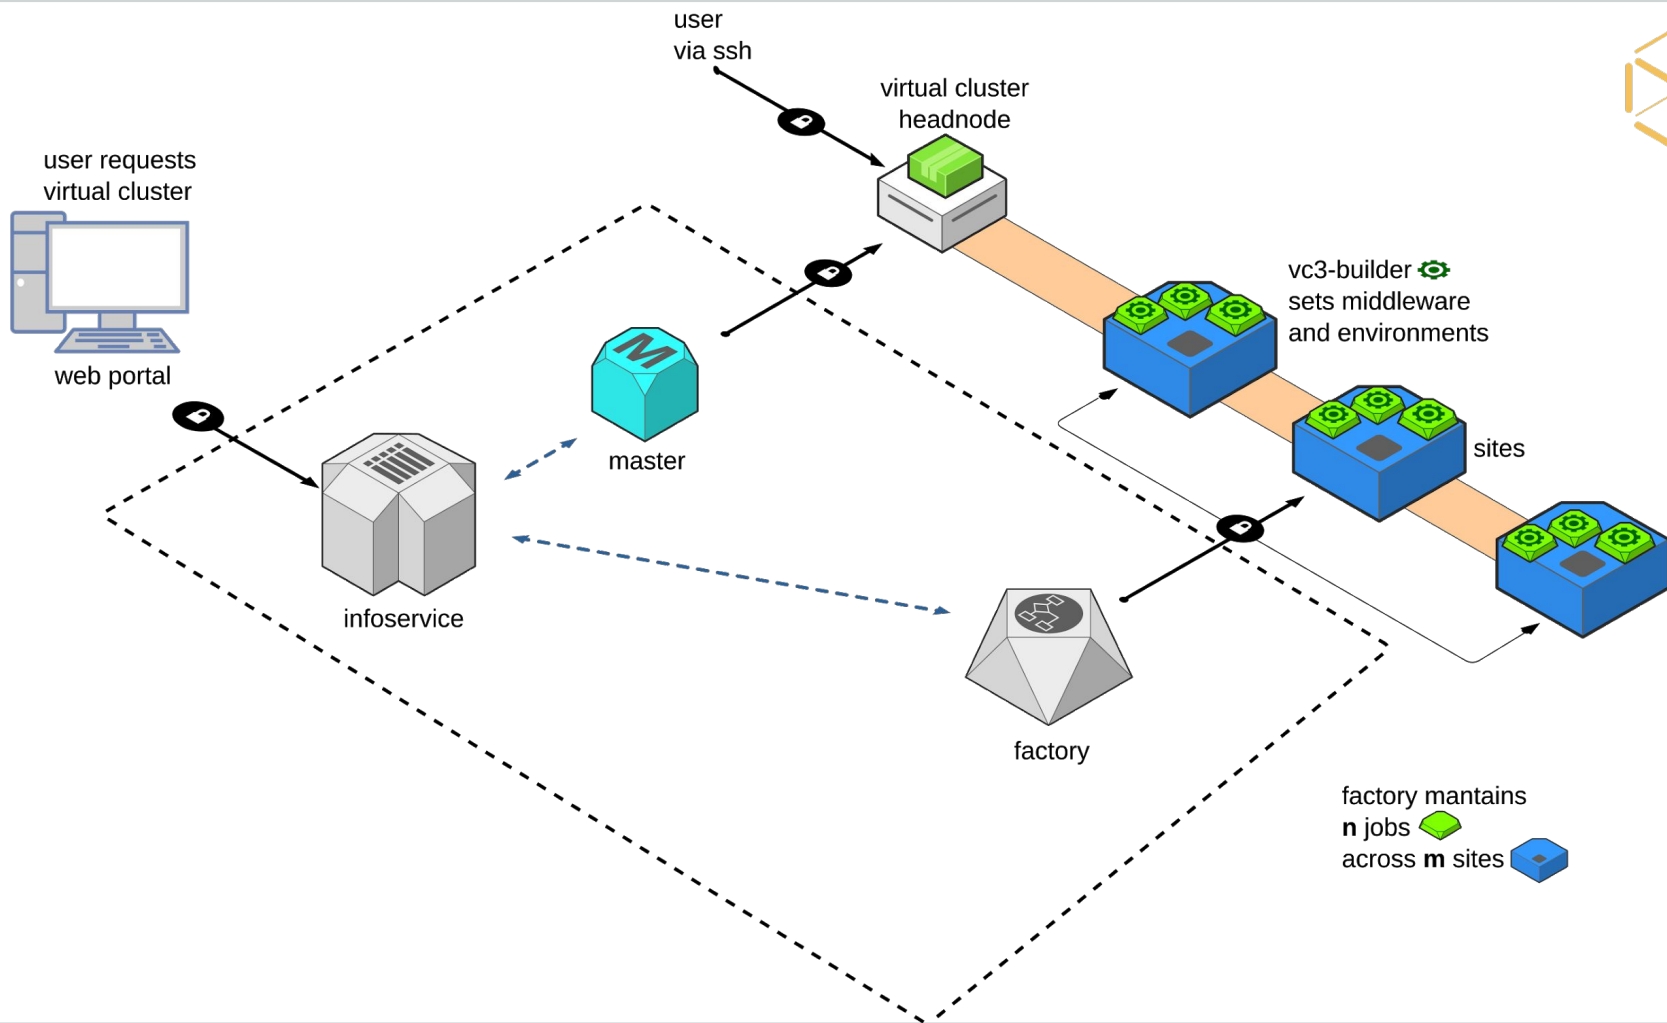 user
via ssh
virtual cluster
headnode
user requests
virtual cluster
web portal
vc3-builder
sets middleware
and environments
M
master
sites
infoservice
factory
factory mantains
n jobs
across m sites